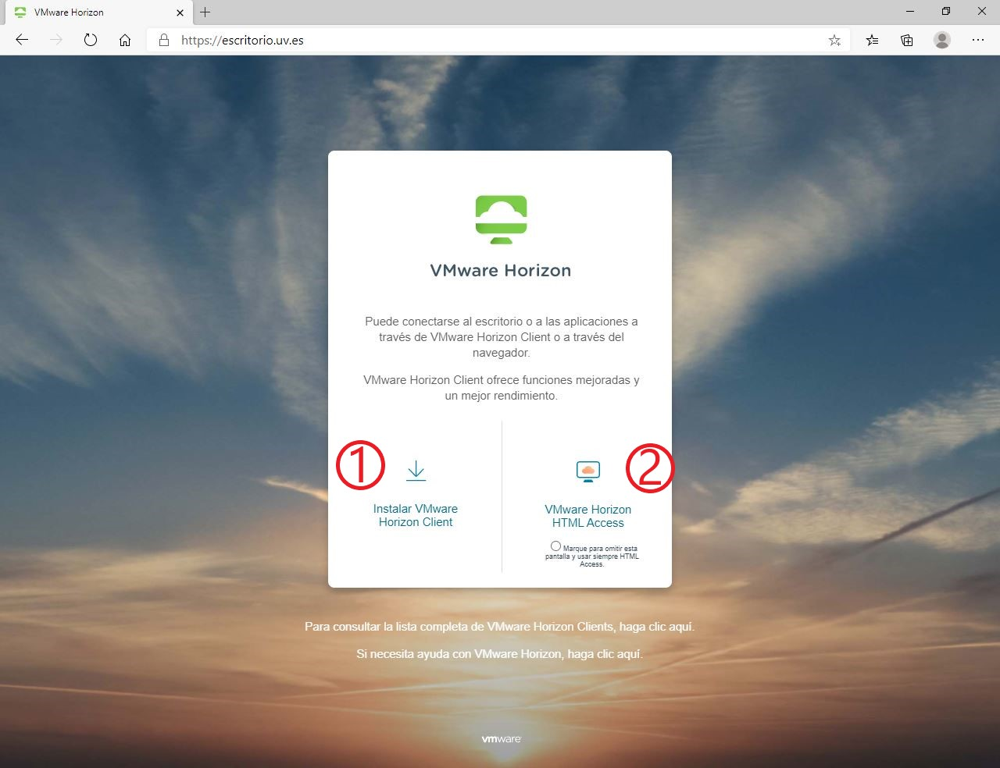 VMware Horizon
https://escritorio.uv.es
VMware Horizon
Puede conectarse al escritorio o a las aplicaciones a
través de VMware Horizon Client o a través del
navegador.
VMware Horizon Client ofrece funciones mejoradas y
un mejor rendimiento.
1
Instalar VMware
Horizon Client
2
VMware Horizon
HTML Access
Marque para omitir esta
pantalla y usar siempre HTML
Access.
Para consultar la lista completa de VMware Horizon Clients, haga clic aquí.
Si necesita ayuda con VMware Horizon, haga clic aquí.
vmware